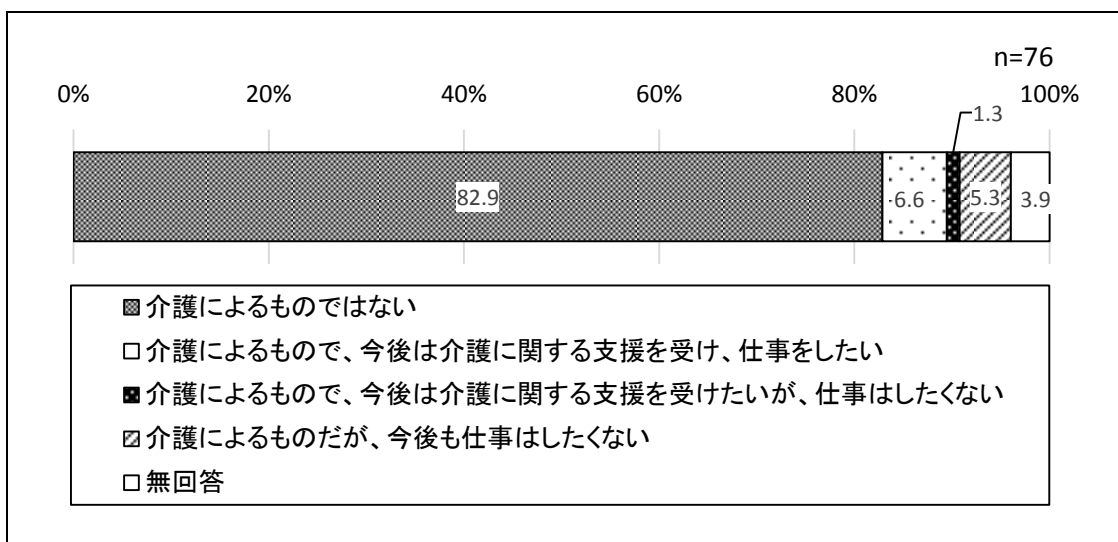 n=76
0% 20% 40% 60% 80% 100%
1.3
82.9 6.6 5.3 3.9
介護によるものではない
介護によるもので、今後は介護に関する支援を受け、仕事をしたい
介護によるもので、今後は介護に関する支援を受けたいが、仕事はしたくない
介護によるものだが、今後も仕事はしたくない
無回答